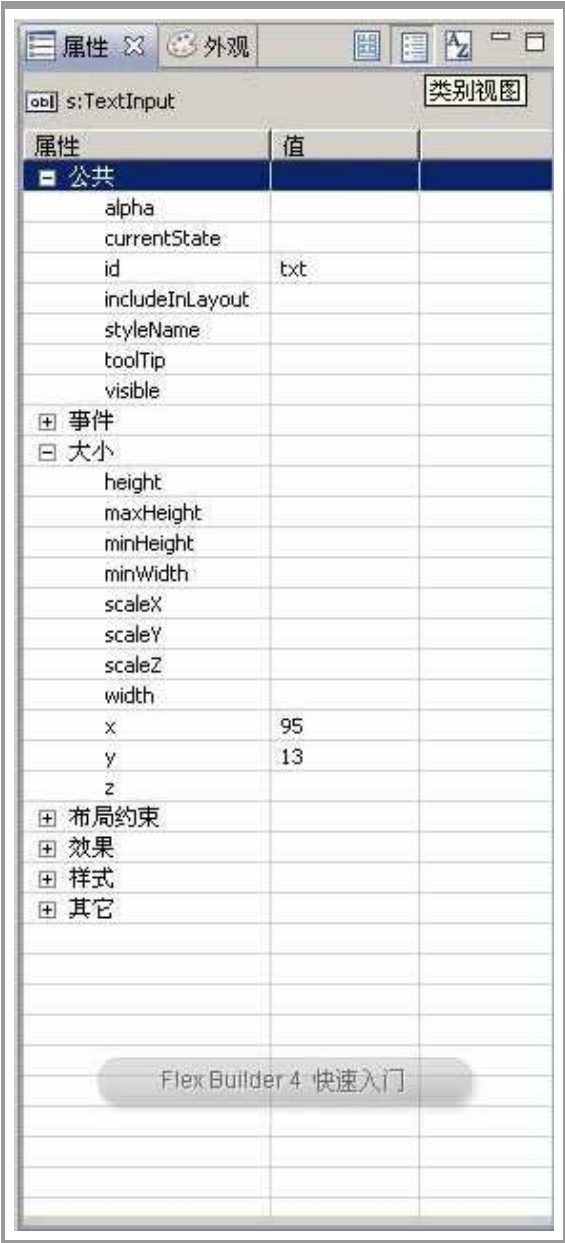 属性 外观
类别视图
obj s:TextInput
属性 值
公共
alpha
currentState
id txt
includeInLayout
styleName
toolTip
visible
事件
大小
height
maxHeight
minHeight
minWidth
scaleX
scaleY
scaleZ
width
x 95
y 13
z
布局约束
效果
样式
其它
Flex Builder 4 快速入门